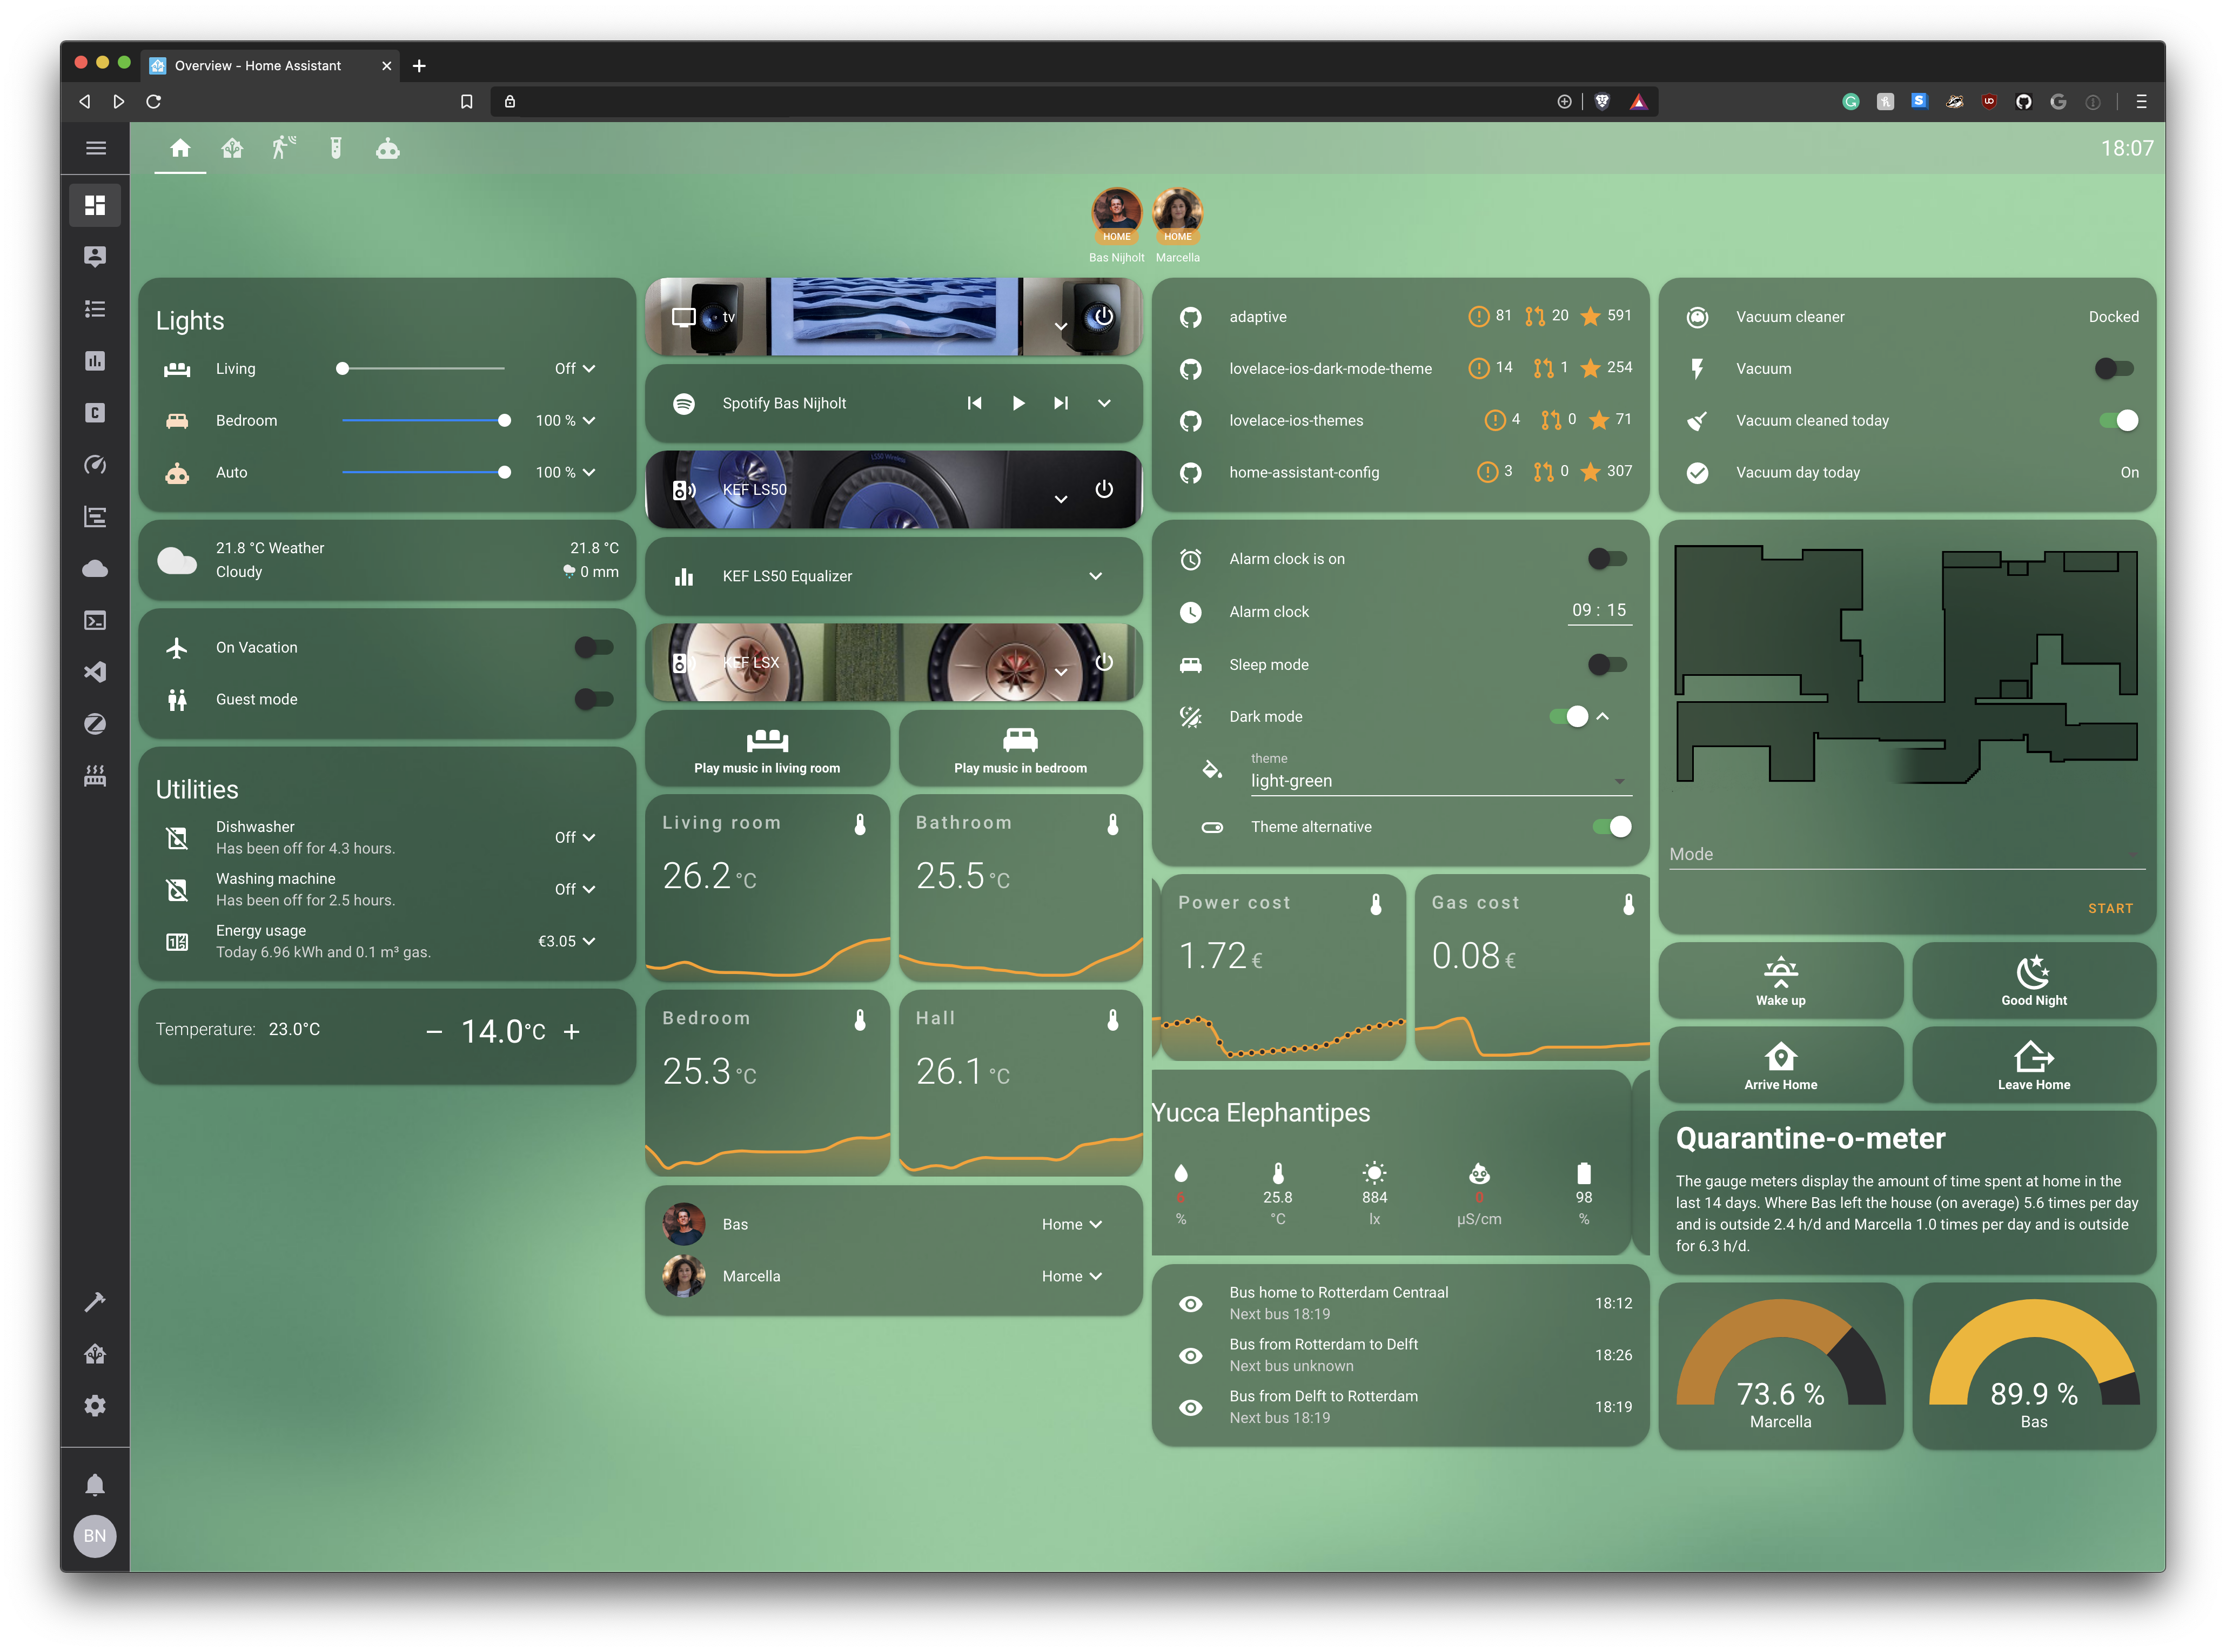 Overview - Home Assistant
18:07
HOME
HOME
Bas Nijholt
Marcella
Lights
Living
Off
Bedroom
100 %
Auto
100 %
21.8 °C Weather
21.8 °C
Cloudy
0 mm
On Vacation
Guest mode
Utilities
Dishwasher
Has been off for 4.3 hours.
Off
Washing machine
Has been off for 2.5 hours.
Off
Energy usage
Today 6.96 kWh and 0.1 m³ gas.
€3.05
Temperature: 23.0°C
− 14.0°C +
BN
tv
Spotify Bas Nijholt
KEF LS50
KEF LS50 Equalizer
KEF LSX
Play music in living room
Play music in bedroom
Living room
26.2 °C
Bathroom
25.5 °C
Bedroom
25.3 °C
Hall
26.1 °C
Bas
Home
Marcella
Home
adaptive
81 20 591
lovelace-ios-dark-mode-theme
14 1 254
lovelace-ios-themes
4 0 71
home-assistant-config
3 0 307
Alarm clock is on
Alarm clock
09 : 15
Sleep mode
Dark mode
theme
light-green
Theme alternative
Power cost
1.72 €
Gas cost
0.08 €
Yucca Elephantipes
6 25.8 884 0 98
% °C lx µS/cm %
Bus home to Rotterdam Centraal
Next bus 18:19
18:12
Bus from Rotterdam to Delft
Next bus unknown
18:26
Bus from Delft to Rotterdam
Next bus 18:19
18:19
Vacuum cleaner
Docked
Vacuum
Vacuum cleaned today
Vacuum day today
On
Mode
START
Wake up
Good Night
Arrive Home
Leave Home
Quarantine-o-meter
The gauge meters display the amount of time spent at home in the
last 14 days. Where Bas left the house (on average) 5.6 times per day
and is outside 2.4 h/d and Marcella 1.0 times per day and is outside
for 6.3 h/d.
73.6 %
Marcella
89.9 %
Bas